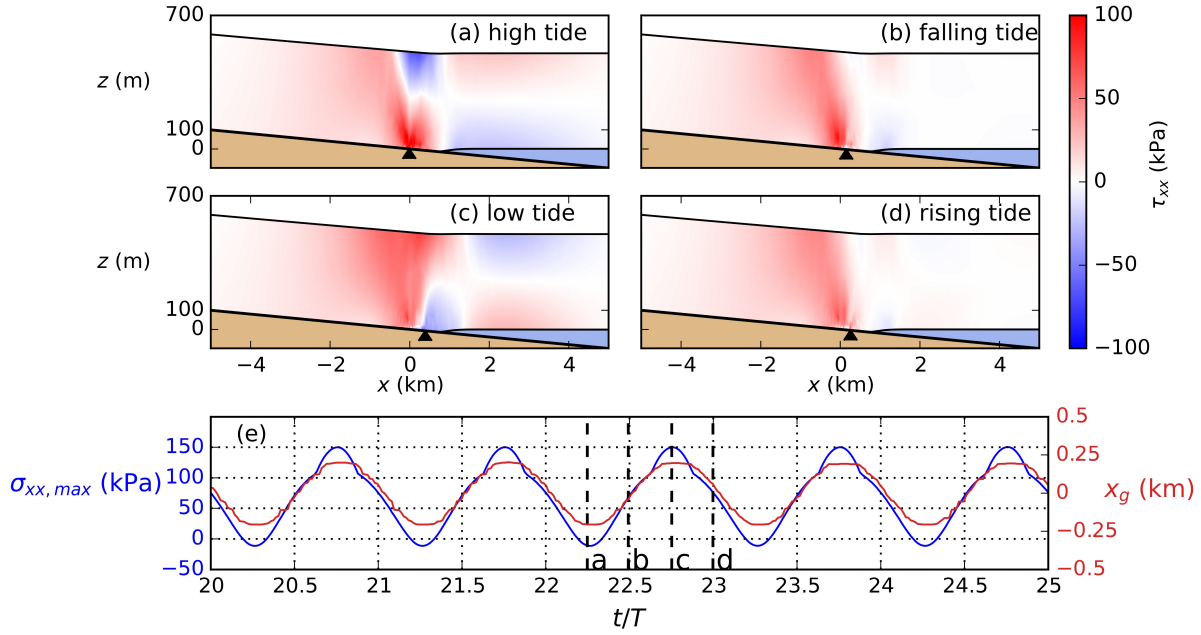 700
(a) high tide
(b) falling tide
100
z (m)
50
100
0
0
τxx (kPa)
700
(c) low tide
(d) rising tide
z (m)
−50
100
0
−100
−4
−2
0
2
4
−4
−2
0
2
4
x (km)
x (km)
(e)
0.5
150
0.25
100
σxx, max (kPa)
0
xg (km)
50
−0.25
0
a
b
c
d
−50
−0.5
20
20.5
21
21.5
22
22.5
23
23.5
24
24.5
25
t/T